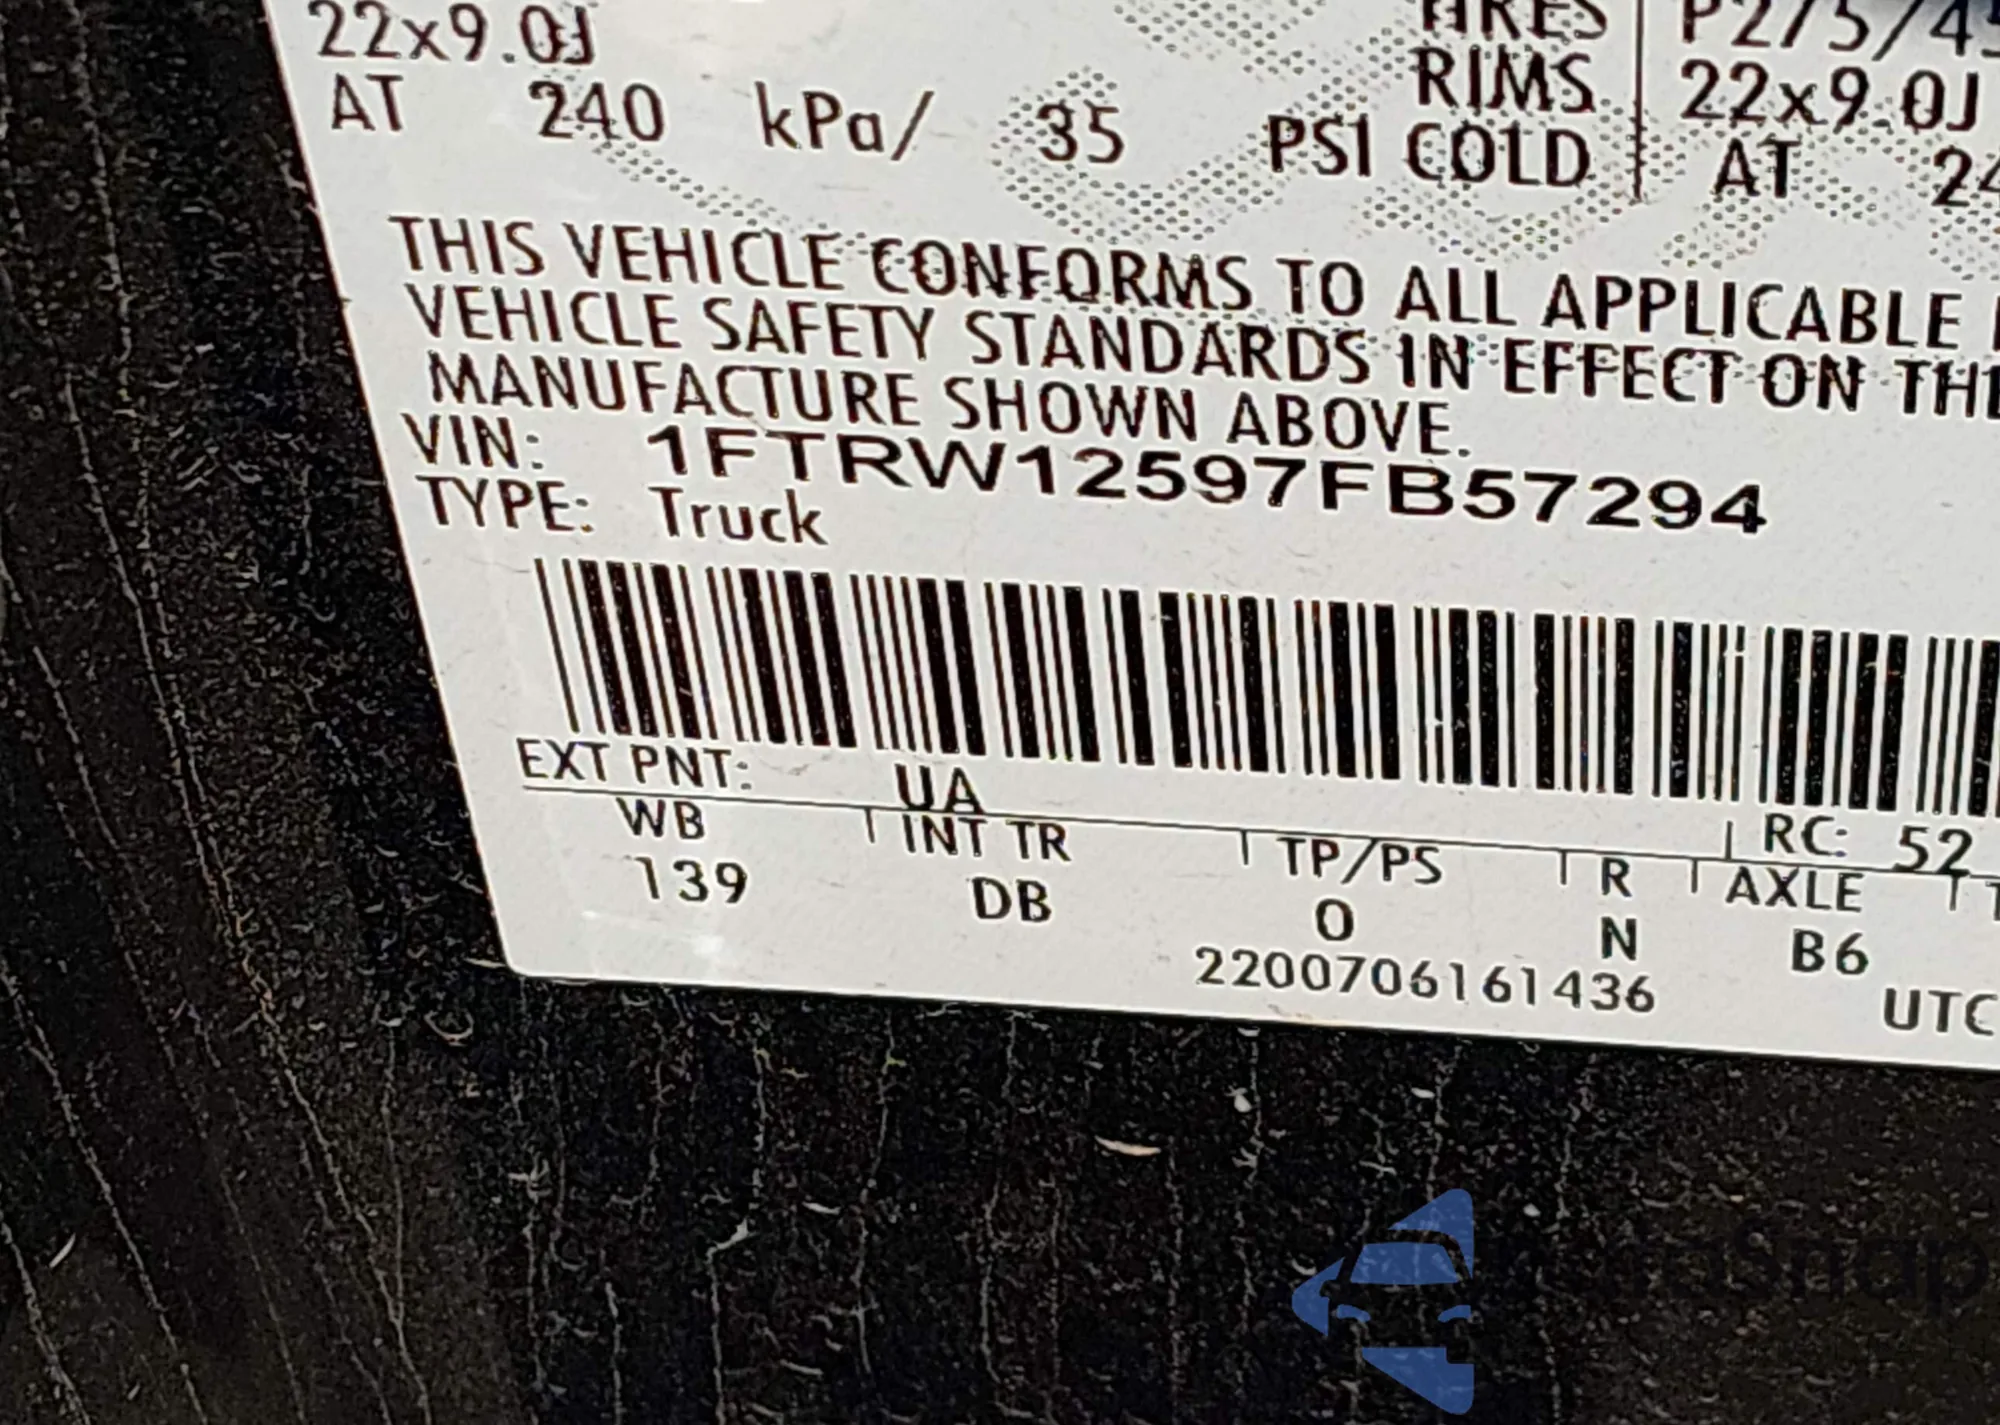 22x9.0J
TIRES
RIMS
22x9.0J
AT 240 kPa/ 35 PSI COLD
AT 24
THIS VEHICLE CONFORMS TO ALL APPLICABLE
VEHICLE SAFETY STANDARDS IN EFFECT ON THE
MANUFACTURE SHOWN ABOVE.
VIN: 1FTRW12597FB57294
TYPE: Truck
EXT PNT: UA
RC: 52
WB INT TR TP/PS R AXLE T
139 DB 0 N B6
2200706161436
UTC